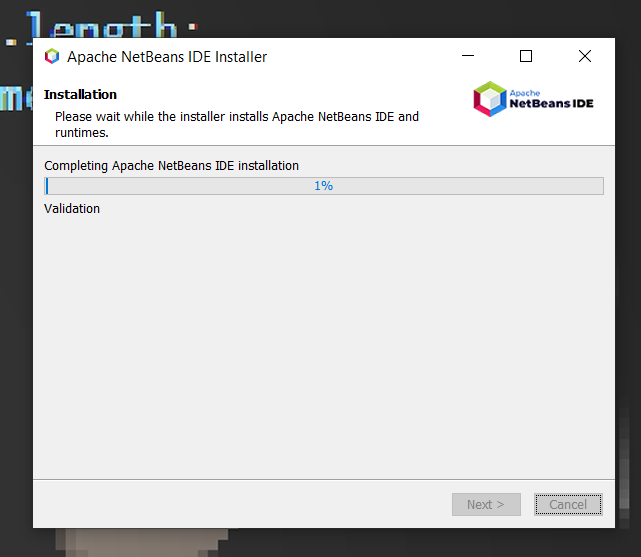 .length;
Apache NetBeans IDE Installer
Installation
Please wait while the installer installs Apache NetBeans IDE and
runtimes.
Apache
NetBeans IDE
Completing Apache NetBeans IDE installation
1%
Validation
Next >
Cancel